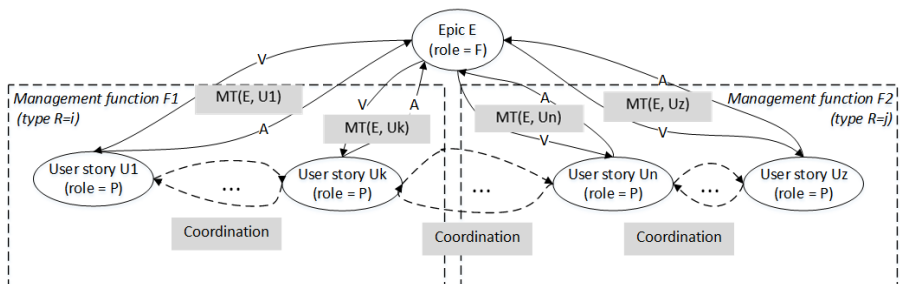 Epic E
(role = F)
V
A
V
A
A
V
A
V
Management function F1
(type R=i)
MT(E, U1)
MT(E, Uk)
MT(E, Un)
MT(E, Uz)
Management function F2
(type R=j)
User story U1
(role = P)
...
User story Uk
(role = P)
...
User story Un
(role = P)
...
User story Uz
(role = P)
Coordination
Coordination
Coordination